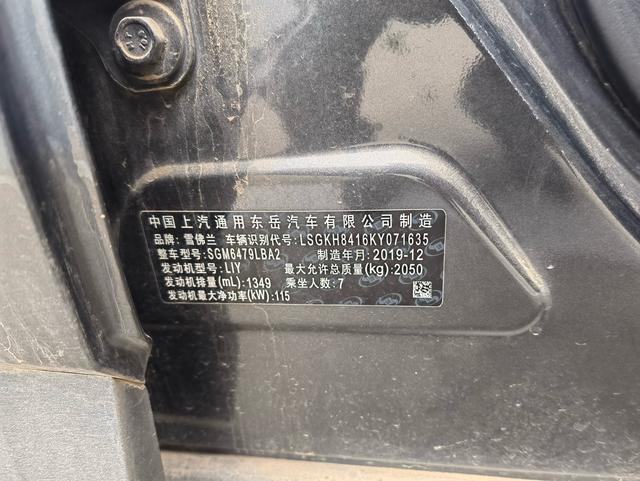 中国上汽通用东岳汽车有限公司制造
品牌:雪佛兰 车辆识别代号:LSGKH8416KY071635
整车型号:SGM6479LBA2 制造年月:2019-12
发动机型号:LIY 最大允许总质量(kg):2050
发动机排量(mL):1349 乘坐人数:7
发动机最大净功率(KW):115